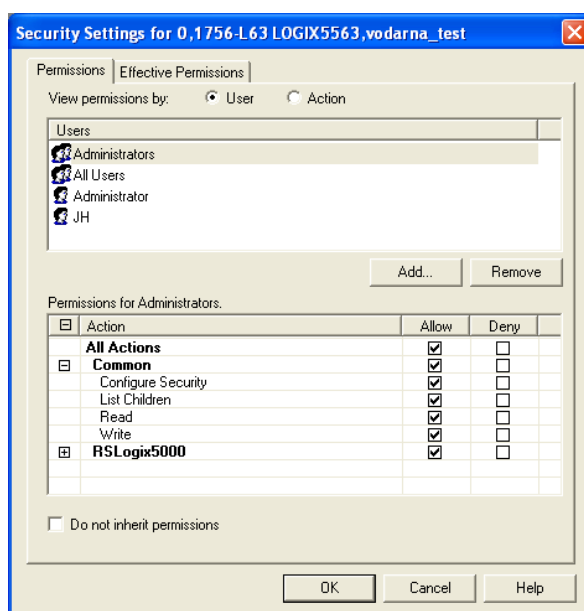 Security Settings for 0,1756-L63 LOGIX5563,vodarna_test
Permissions Effective Permissions
View permissions by: User Action
Users
Administrators
All Users
Administrator
JH
Add... Remove
Permissions for Administrators.
Action Allow Deny
All Actions
Common
Configure Security
List Children
Read
Write
RSLogix5000
Do not inherit permissions
OK Cancel Help